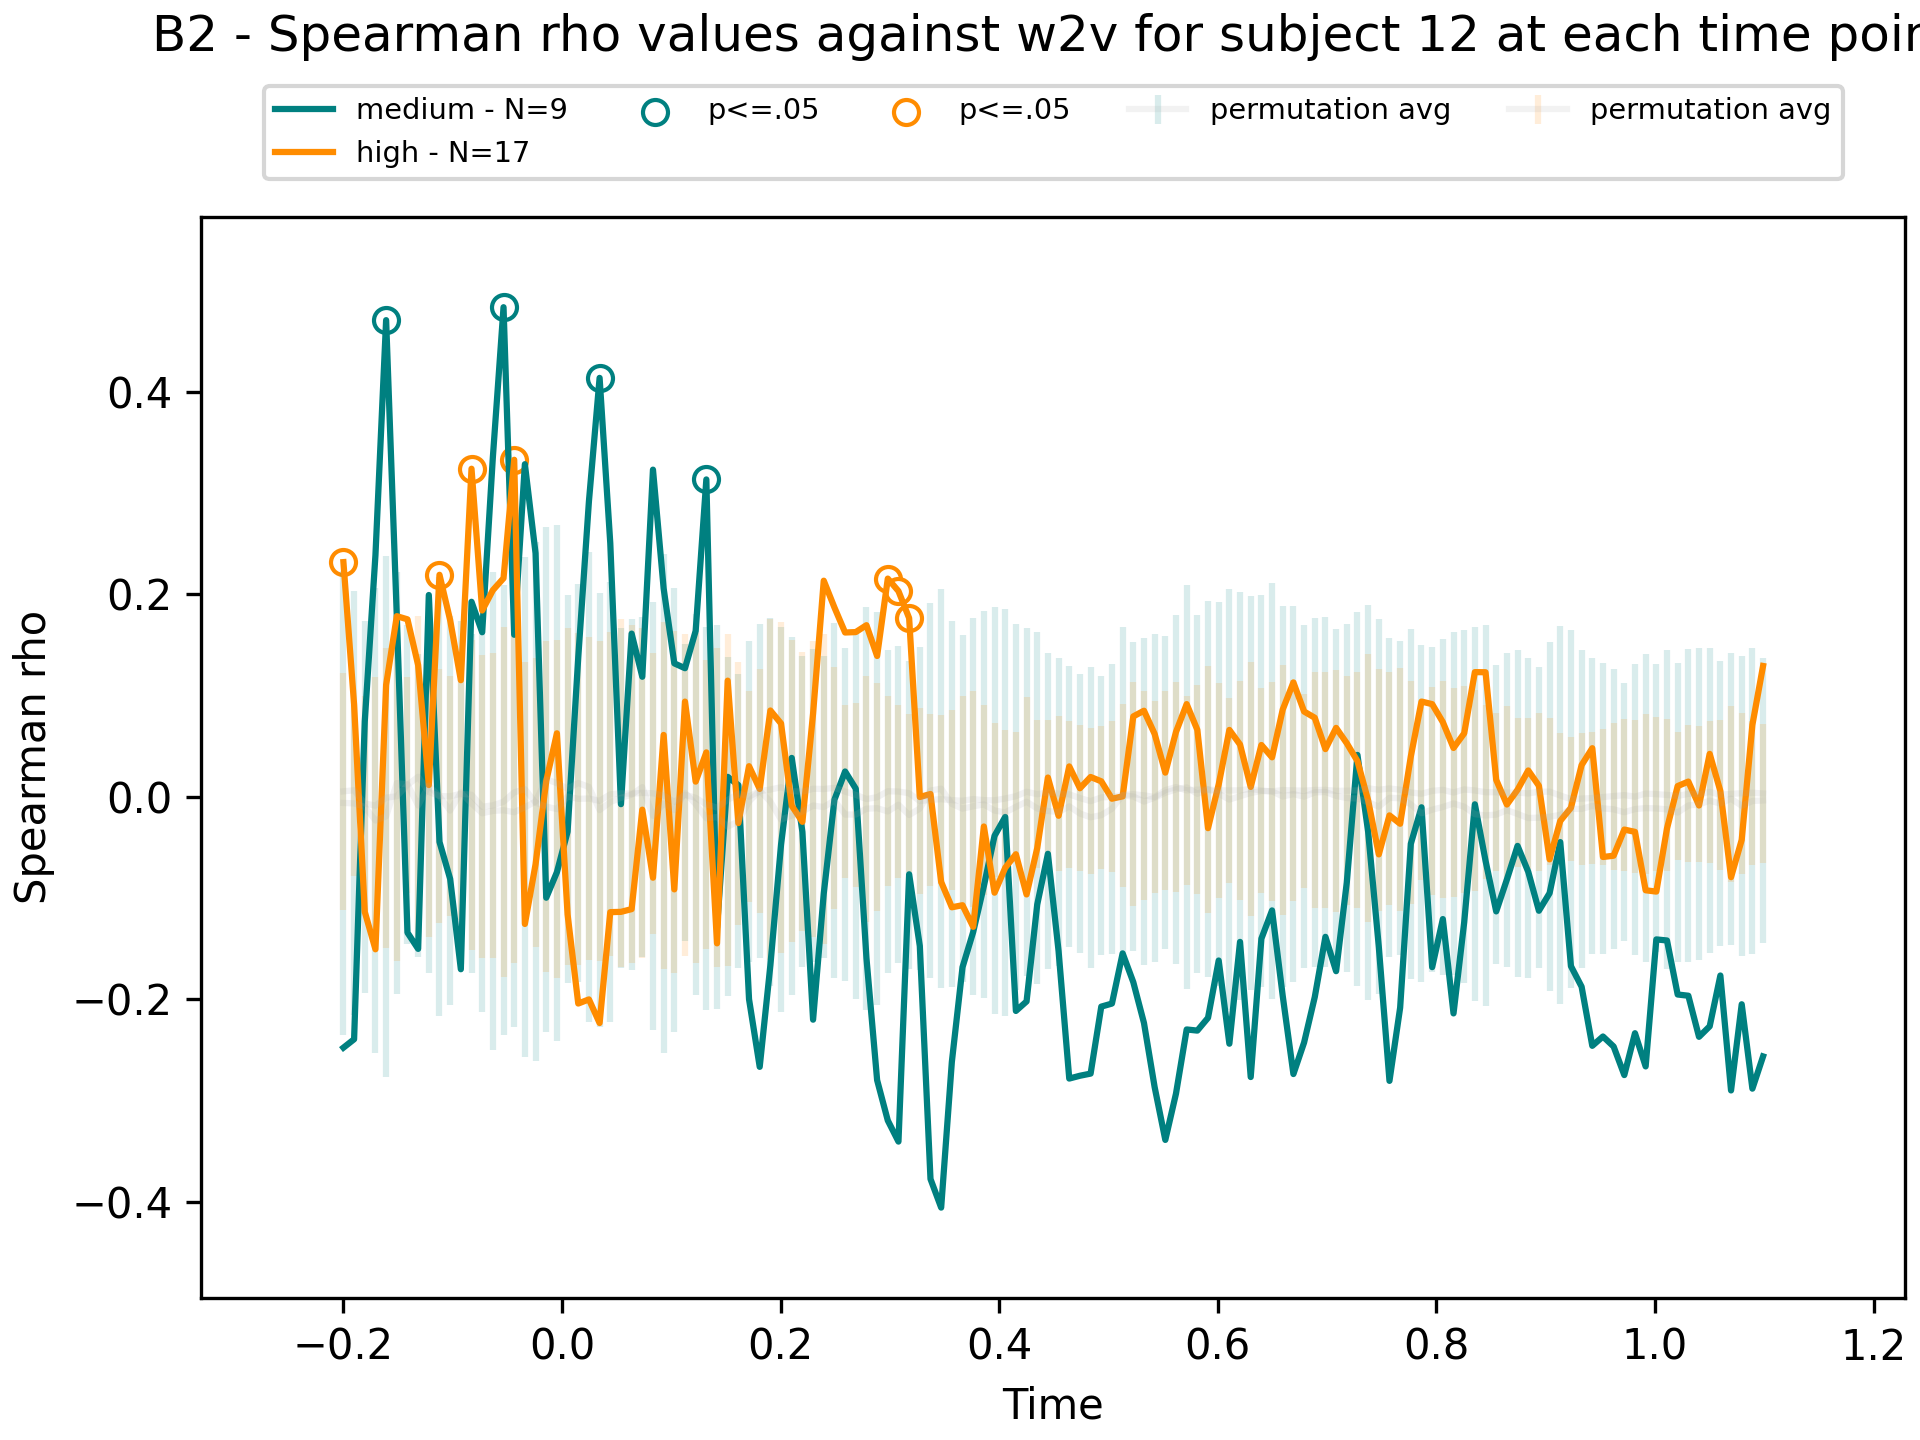 B2 - Spearman rho values against w2v for subject 12 at each time poin
medium - N=9 p<=.05 p<=.05 permutation avg permutation avg
high - N=17
Spearman rho
0.4
0.2
0.0
−0.2
−0.4
−0.2 0.0 0.2 0.4 0.6 0.8 1.0 1.2
Time